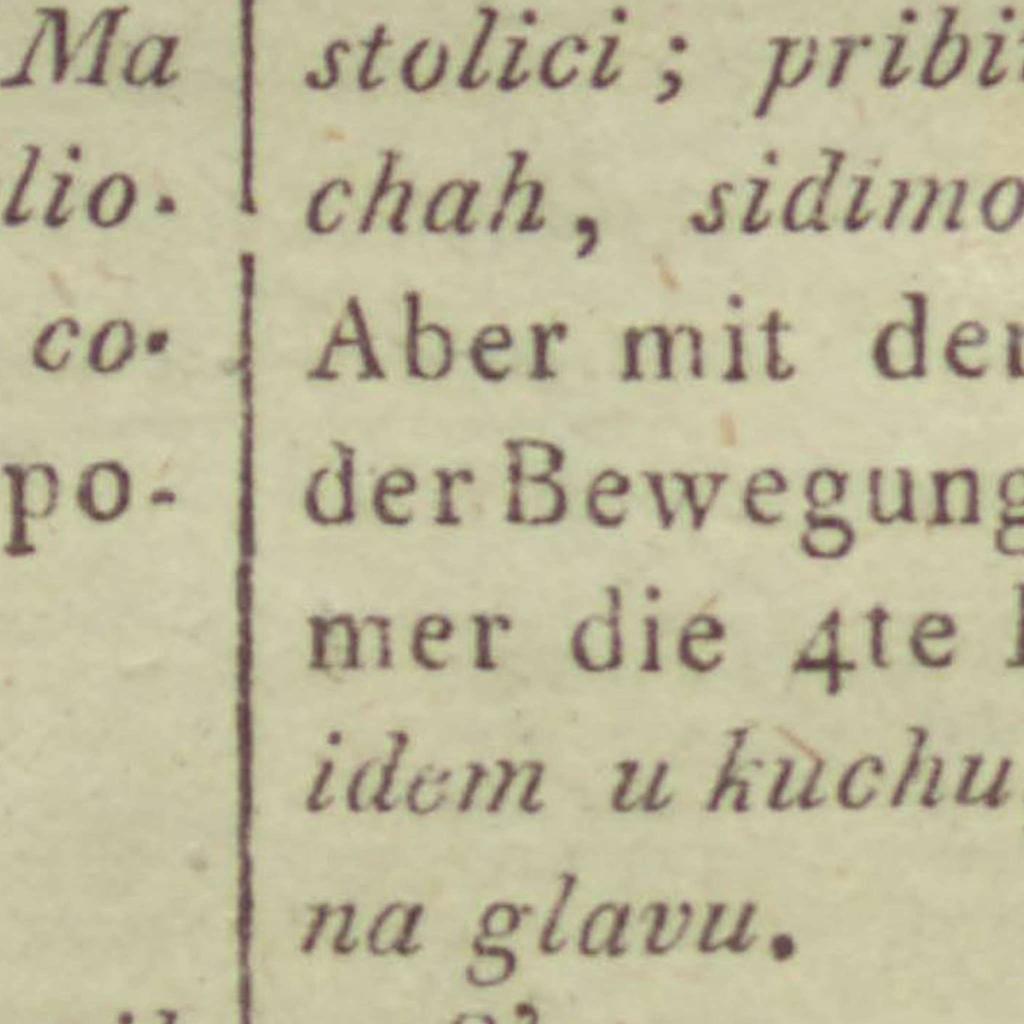 Ma
lio-
co-
po-
stolici; pribi
chah, sidimo
Aber mit
der Bewegung
mer die 4te
idem u kuchu
na glavu.